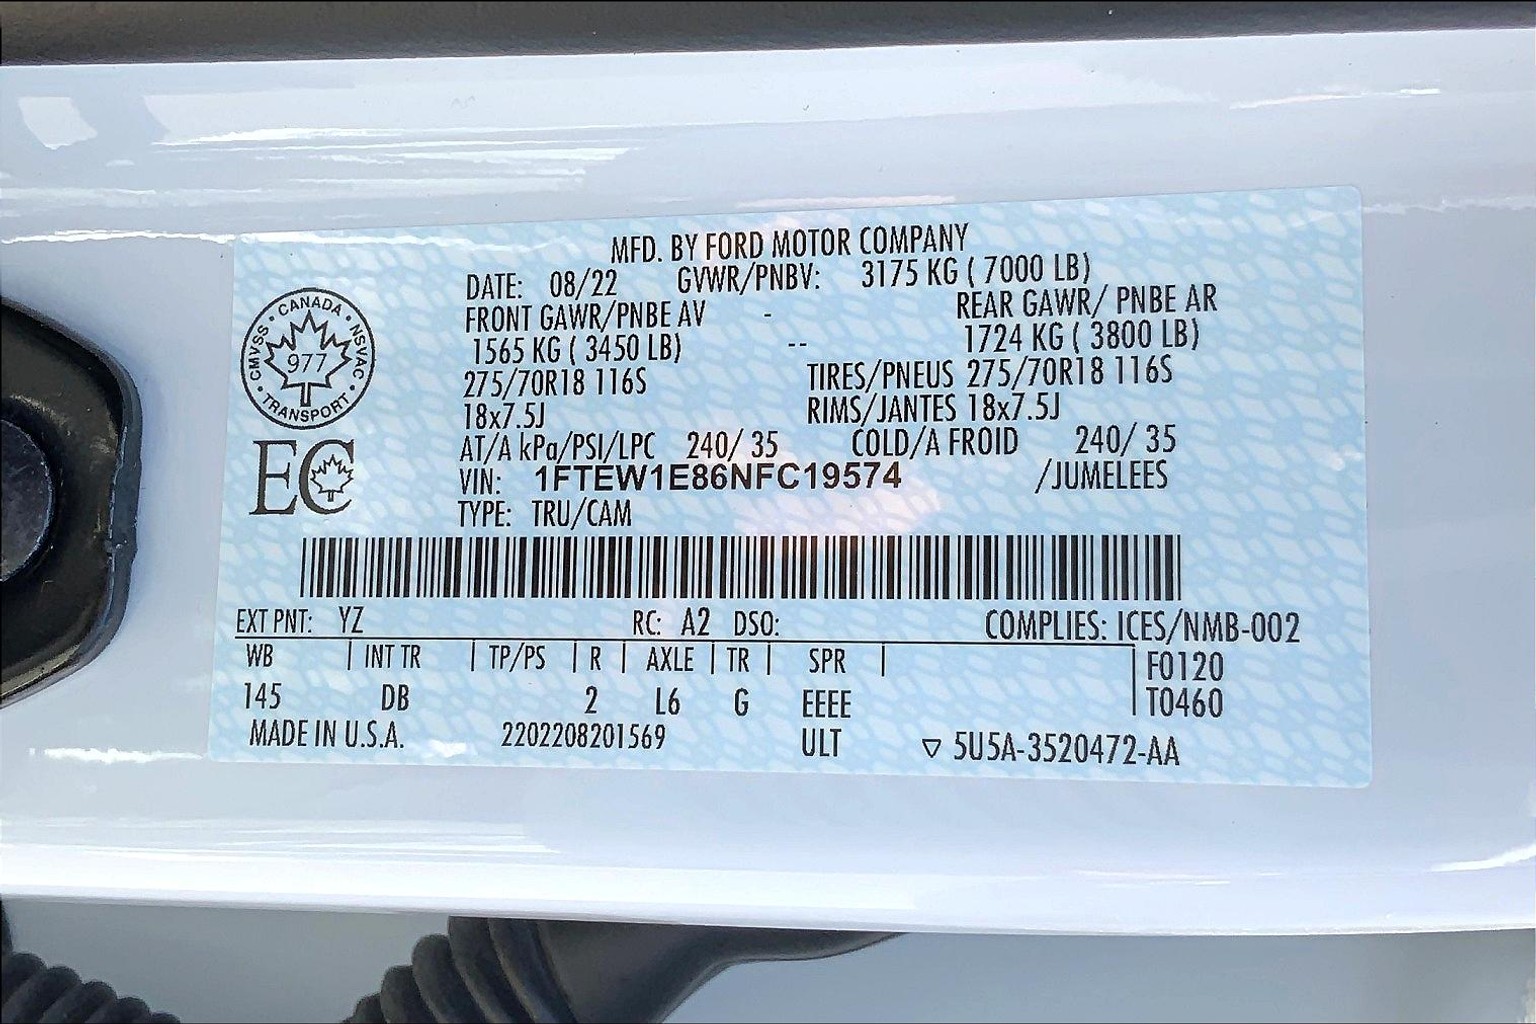 MFD. BY FORD MOTOR COMPANY
DATE: 08/22 GVWR/PNBV: 3175 KG ( 7000 LB)
FRONT GAWR/PNBE AV - REAR GAWR/ PNBE AR
1565 KG ( 3450 LB) -- 1724 KG ( 3800 LB)
275/70R18 116S TIRES/PNEUS 275/70R18 116S
18x7.5J RIMS/JANTES 18x7.5J
AT/A kPa/PSI/LPC 240/ 35 COLD/A FROID 240/ 35
VIN: 1FTEW1E86NFC19574 /JUMELEES
TYPE: TRU/CAM
CMVSS • CANADA • NSVAC • TRANSPORT •
977
EC
EXT PNT: YZ RC: A2 DSO: COMPLIES: ICES/NMB-002
WB | INT TR | TP/PS | R | AXLE | TR | SPR | F0120
145 DB 2 L6 G EEEE T0460
MADE IN U.S.A. 2202208201569 ULT ▽ 5U5A-3520472-AA